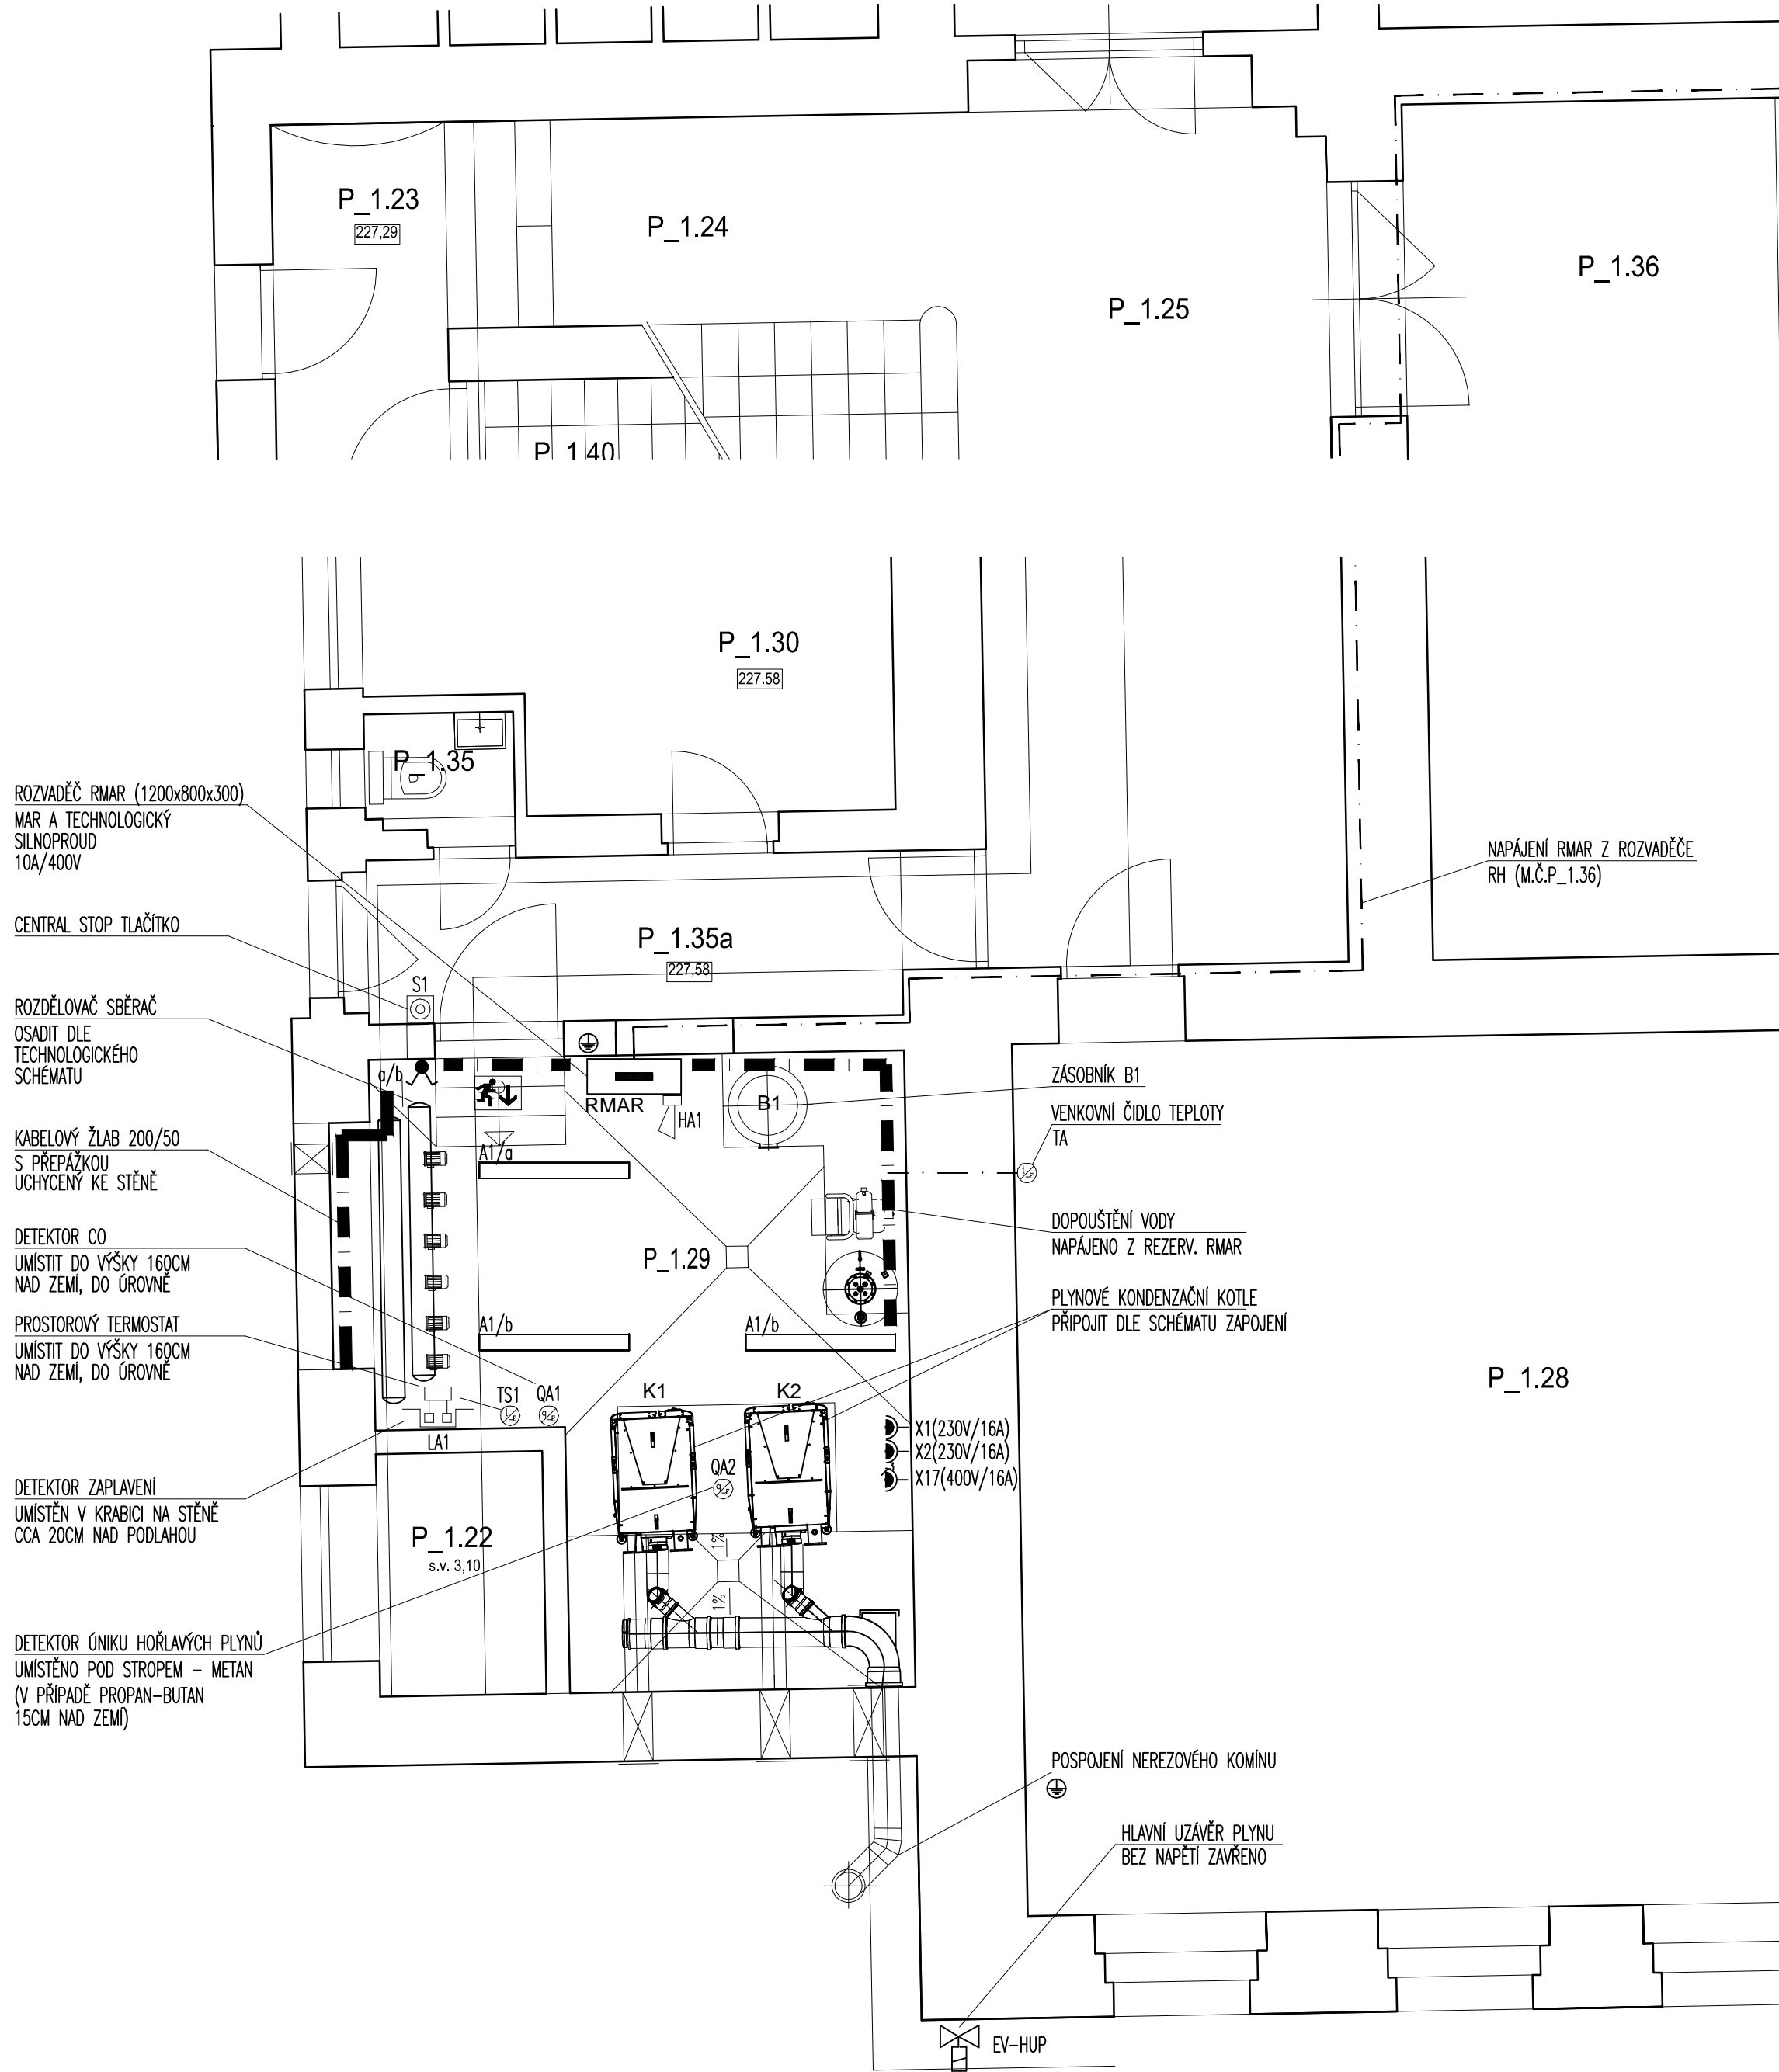 P_1.23
227,29
P_1.24
P_1.25
P_1.36
P_1.40
P_1.30
227.58
P_1.35
ROZVADĚČ RMAR (1200x800x300)
MAR A TECHNOLOGICKÝ
SILNOPROUD
10A/400V
NAPÁJENÍ RMAR Z ROZVADĚČE
RH (M.Č.P_1.36)
CENTRAL STOP TLAČÍTKO
P_1.35a
227,58
S1
ROZDĚLOVAČ SBĚRAČ
OSADIT DLE
TECHNOLOGICKÉHO
SCHÉMATU
a/b
RMAR
HA1
B1
ZÁSOBNÍK B1
VENKOVNÍ ČIDLO TEPLOTY
TA
KABELOVÝ ŽLAB 200/50
S PŘEPÁŽKOU
UCHYCENÝ KE STĚNĚ
A1/a
DETEKTOR CO
UMÍSTIT DO VÝŠKY 160CM
NAD ZEMÍ, DO ÚROVNĚ
P_1.29
DOPOUŠTĚNÍ VODY
NAPÁJENO Z REZERV. RMAR
PLYNOVÉ KONDENZAČNÍ KOTLE
PŘIPOJIT DLE SCHÉMATU ZAPOJENÍ
PROSTOROVÝ TERMOSTAT
UMÍSTIT DO VÝŠKY 160CM
NAD ZEMÍ, DO ÚROVNĚ
A1/b
A1/b
P_1.28
TS1
QA1
K1
K2
LA1
X1(230V/16A)
X2(230V/16A)
X17(400V/16A)
QA2
DETEKTOR ZAPLAVENÍ
UMÍSTĚN V KRABICI NA STĚNĚ
CCA 20CM NAD PODLAHOU
P_1.22
s.v. 3,10
1%
1%
DETEKTOR ÚNIKU HOŘLAVÝCH PLYNŮ
UMÍSTĚNO POD STROPEM – METAN
(V PŘÍPADĚ PROPAN-BUTAN
15CM NAD ZEMÍ)
POSPOJENÍ NEREZOVÉHO KOMÍNU
HLAVNÍ UZÁVĚR PLYNU
BEZ NAPĚTÍ ZAVŘENO
EV-HUP